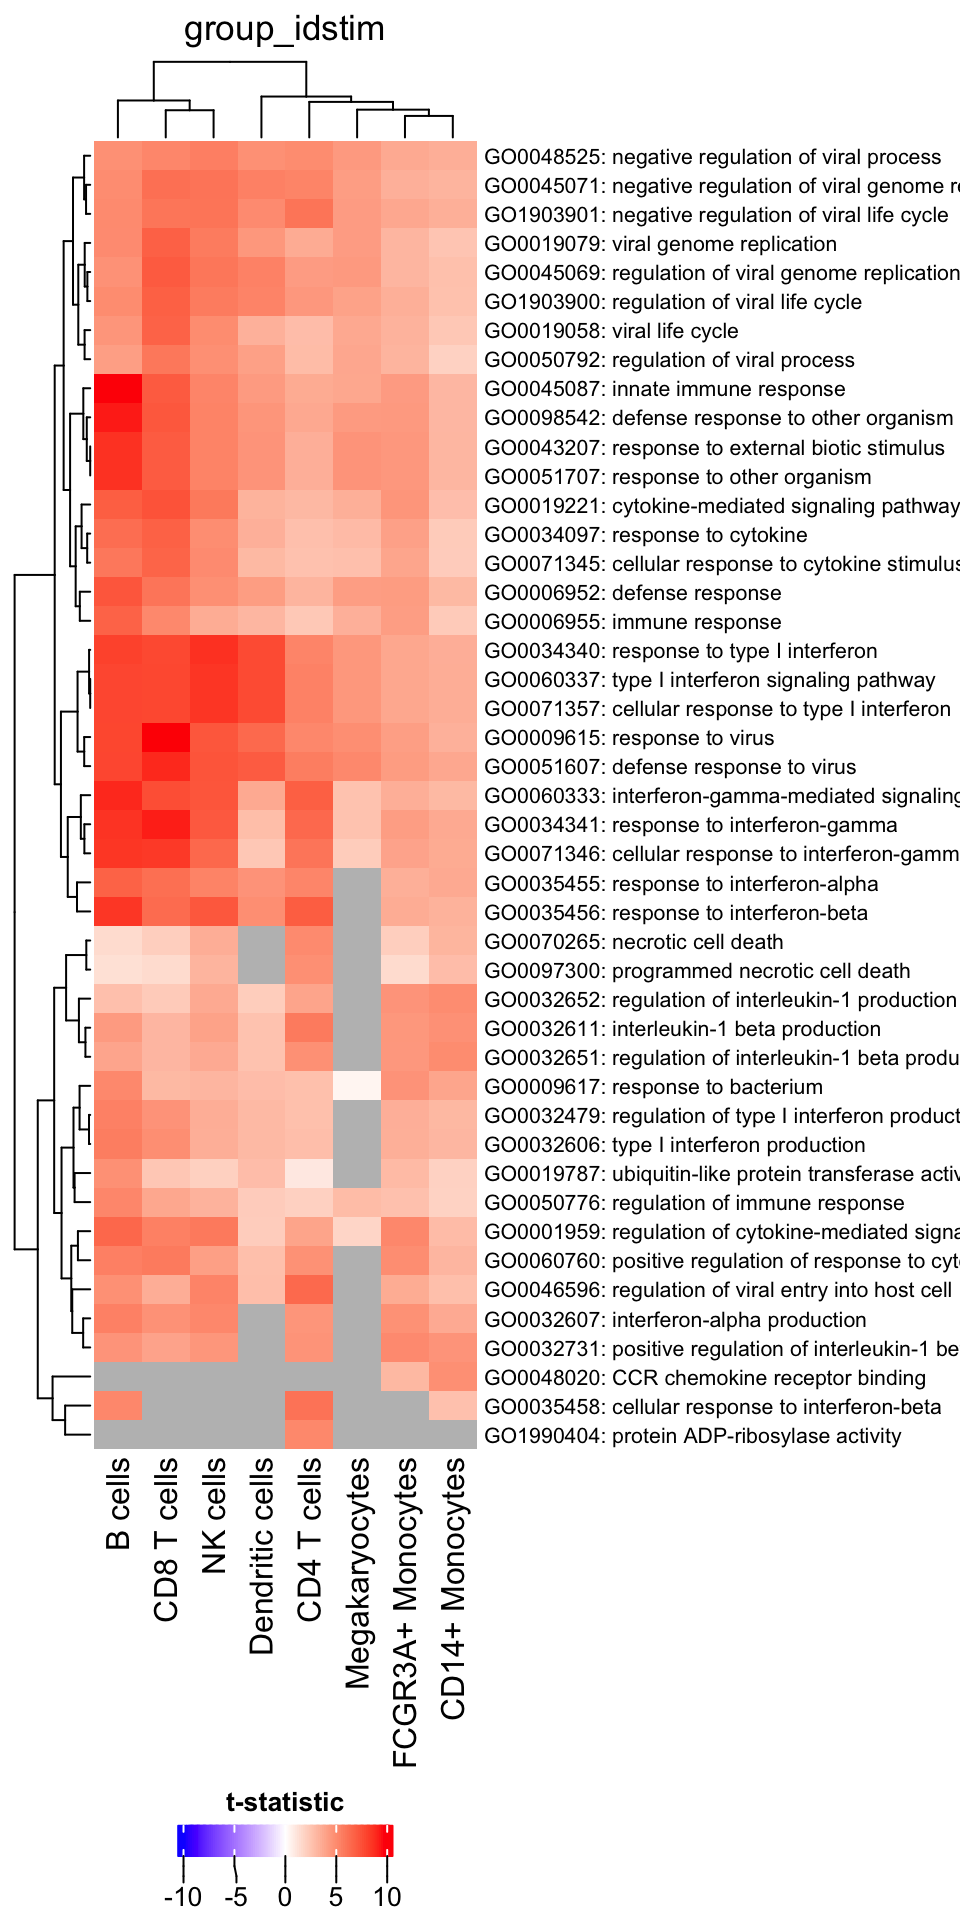 group_idstim
GO0048525: negative regulation of viral process
GO0045071: negative regulation of viral genome re
GO1903901: negative regulation of viral life cycle
GO0019079: viral genome replication
GO0045069: regulation of viral genome replication
GO1903900: regulation of viral life cycle
GO0019058: viral life cycle
GO0050792: regulation of viral process
GO0045087: innate immune response
GO0098542: defense response to other organism
GO0043207: response to external biotic stimulus
GO0051707: response to other organism
GO0019221: cytokine-mediated signaling pathway
GO0034097: response to cytokine
GO0071345: cellular response to cytokine stimulus
GO0006952: defense response
GO0006955: immune response
GO0034340: response to type I interferon
GO0060337: type I interferon signaling pathway
GO0071357: cellular response to type I interferon
GO0009615: response to virus
GO0051607: defense response to virus
GO0060333: interferon-gamma-mediated signaling
GO0034341: response to interferon-gamma
GO0071346: cellular response to interferon-gamm
GO0035455: response to interferon-alpha
GO0035456: response to interferon-beta
GO0070265: necrotic cell death
GO0097300: programmed necrotic cell death
GO0032652: regulation of interleukin-1 production
GO0032611: interleukin-1 beta production
GO0032651: regulation of interleukin-1 beta produ
GO0009617: response to bacterium
GO0032479: regulation of type I interferon product
GO0032606: type I interferon production
GO0019787: ubiquitin-like protein transferase activ
GO0050776: regulation of immune response
GO0001959: regulation of cytokine-mediated signa
GO0060760: positive regulation of response to cyt
GO0046596: regulation of viral entry into host cell
GO0032607: interferon-alpha production
GO0032731: positive regulation of interleukin-1 be
GO0048020: CCR chemokine receptor binding
GO0035458: cellular response to interferon-beta
GO1990404: protein ADP-ribosylase activity
B cells
CD8 T cells
NK cells
Dendritic cells
CD4 T cells
Megakaryocytes
FCGR3A+ Monocytes
CD14+ Monocytes
t-statistic
-10 -5 0 5 10